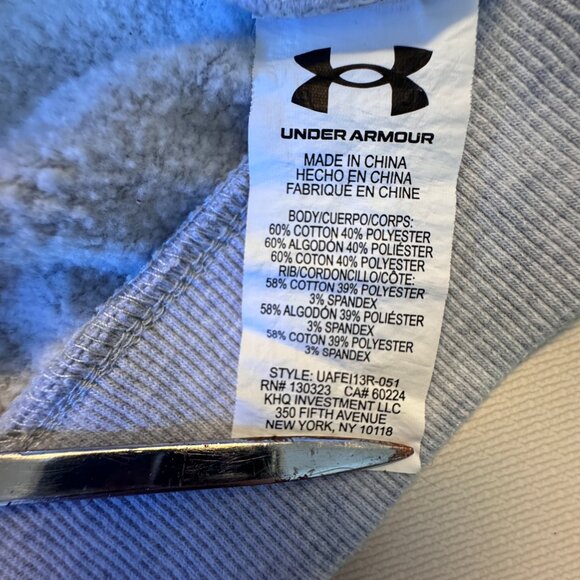 UNDER ARMOUR
MADE IN CHINA
HECHO EN CHINA
FABRIQUÉ EN CHINE
BODY/CUERPO/CORPS:
60% COTTON 40% POLYESTER
60% ALGODÓN 40% POLIÉSTER
60% COTON 40% POLYESTER
RIB/CORDONCILLO/CÔTE:
58% COTTON 39% POLYESTER
3% SPANDEX
58% ALGODÓN 39% POLIÉSTER
3% SPANDEX
58% COTON 39% POLYESTER
3% SPANDEX
STYLE: UAFEI13R-051
RN# 130323 CA# 60224
KHQ INVESTMENT LLC
350 FIFTH AVENUE
NEW YORK, NY 10118